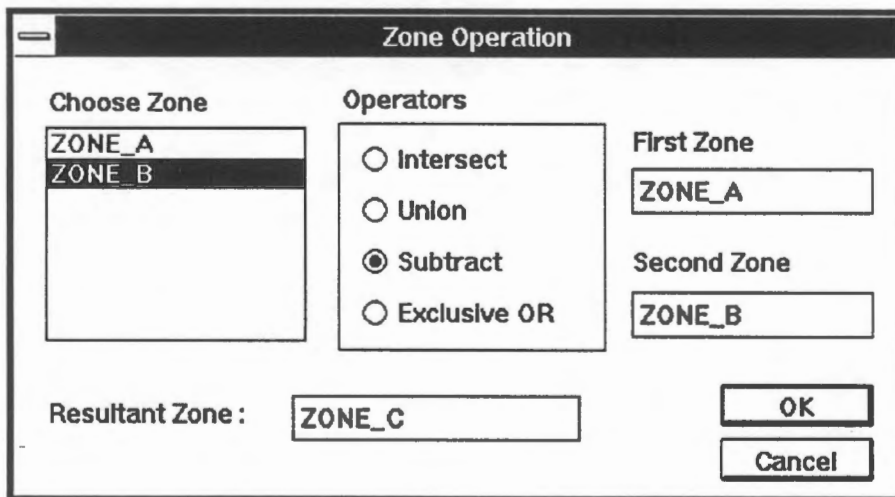 Zone Operation
Choose Zone
ZONE_A
ZONE_B
Operators
Intersect
Union
Subtract
Exclusive OR
First Zone
ZONE_A
Second Zone
ZONE_B
Resultant Zone :
ZONE_C
OK
Cancel